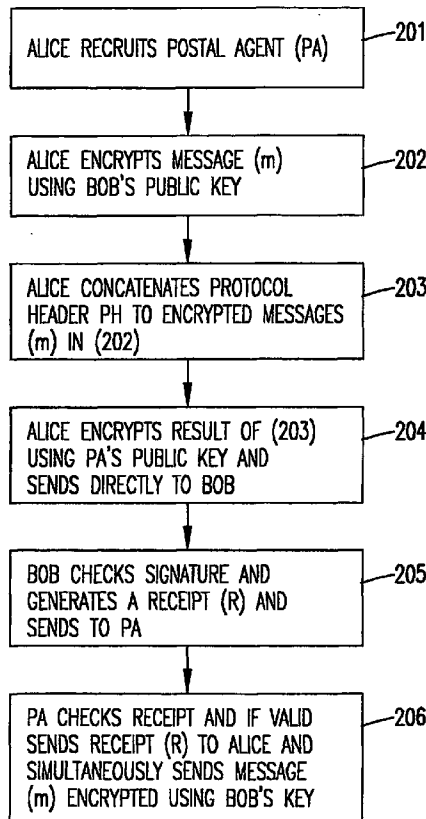 ALICE RECRUITS POSTAL AGENT (PA)
201
ALICE ENCRYPTS MESSAGE (m)
USING BOB'S PUBLIC KEY
202
ALICE CONCATENATES PROTOCOL
HEADER PH TO ENCRYPTED MESSAGES
(m) IN (202)
203
ALICE ENCRYPTS RESULT OF (203)
USING PA'S PUBLIC KEY AND
SENDS DIRECTLY TO BOB
204
BOB CHECKS SIGNATURE AND
GENERATES A RECEIPT (R) AND
SENDS TO PA
205
PA CHECKS RECEIPT AND IF VALID
SENDS RECEIPT (R) TO ALICE AND
SIMULTANEOUSLY SENDS MESSAGE
(m) ENCRYPTED USING BOB'S KEY
206